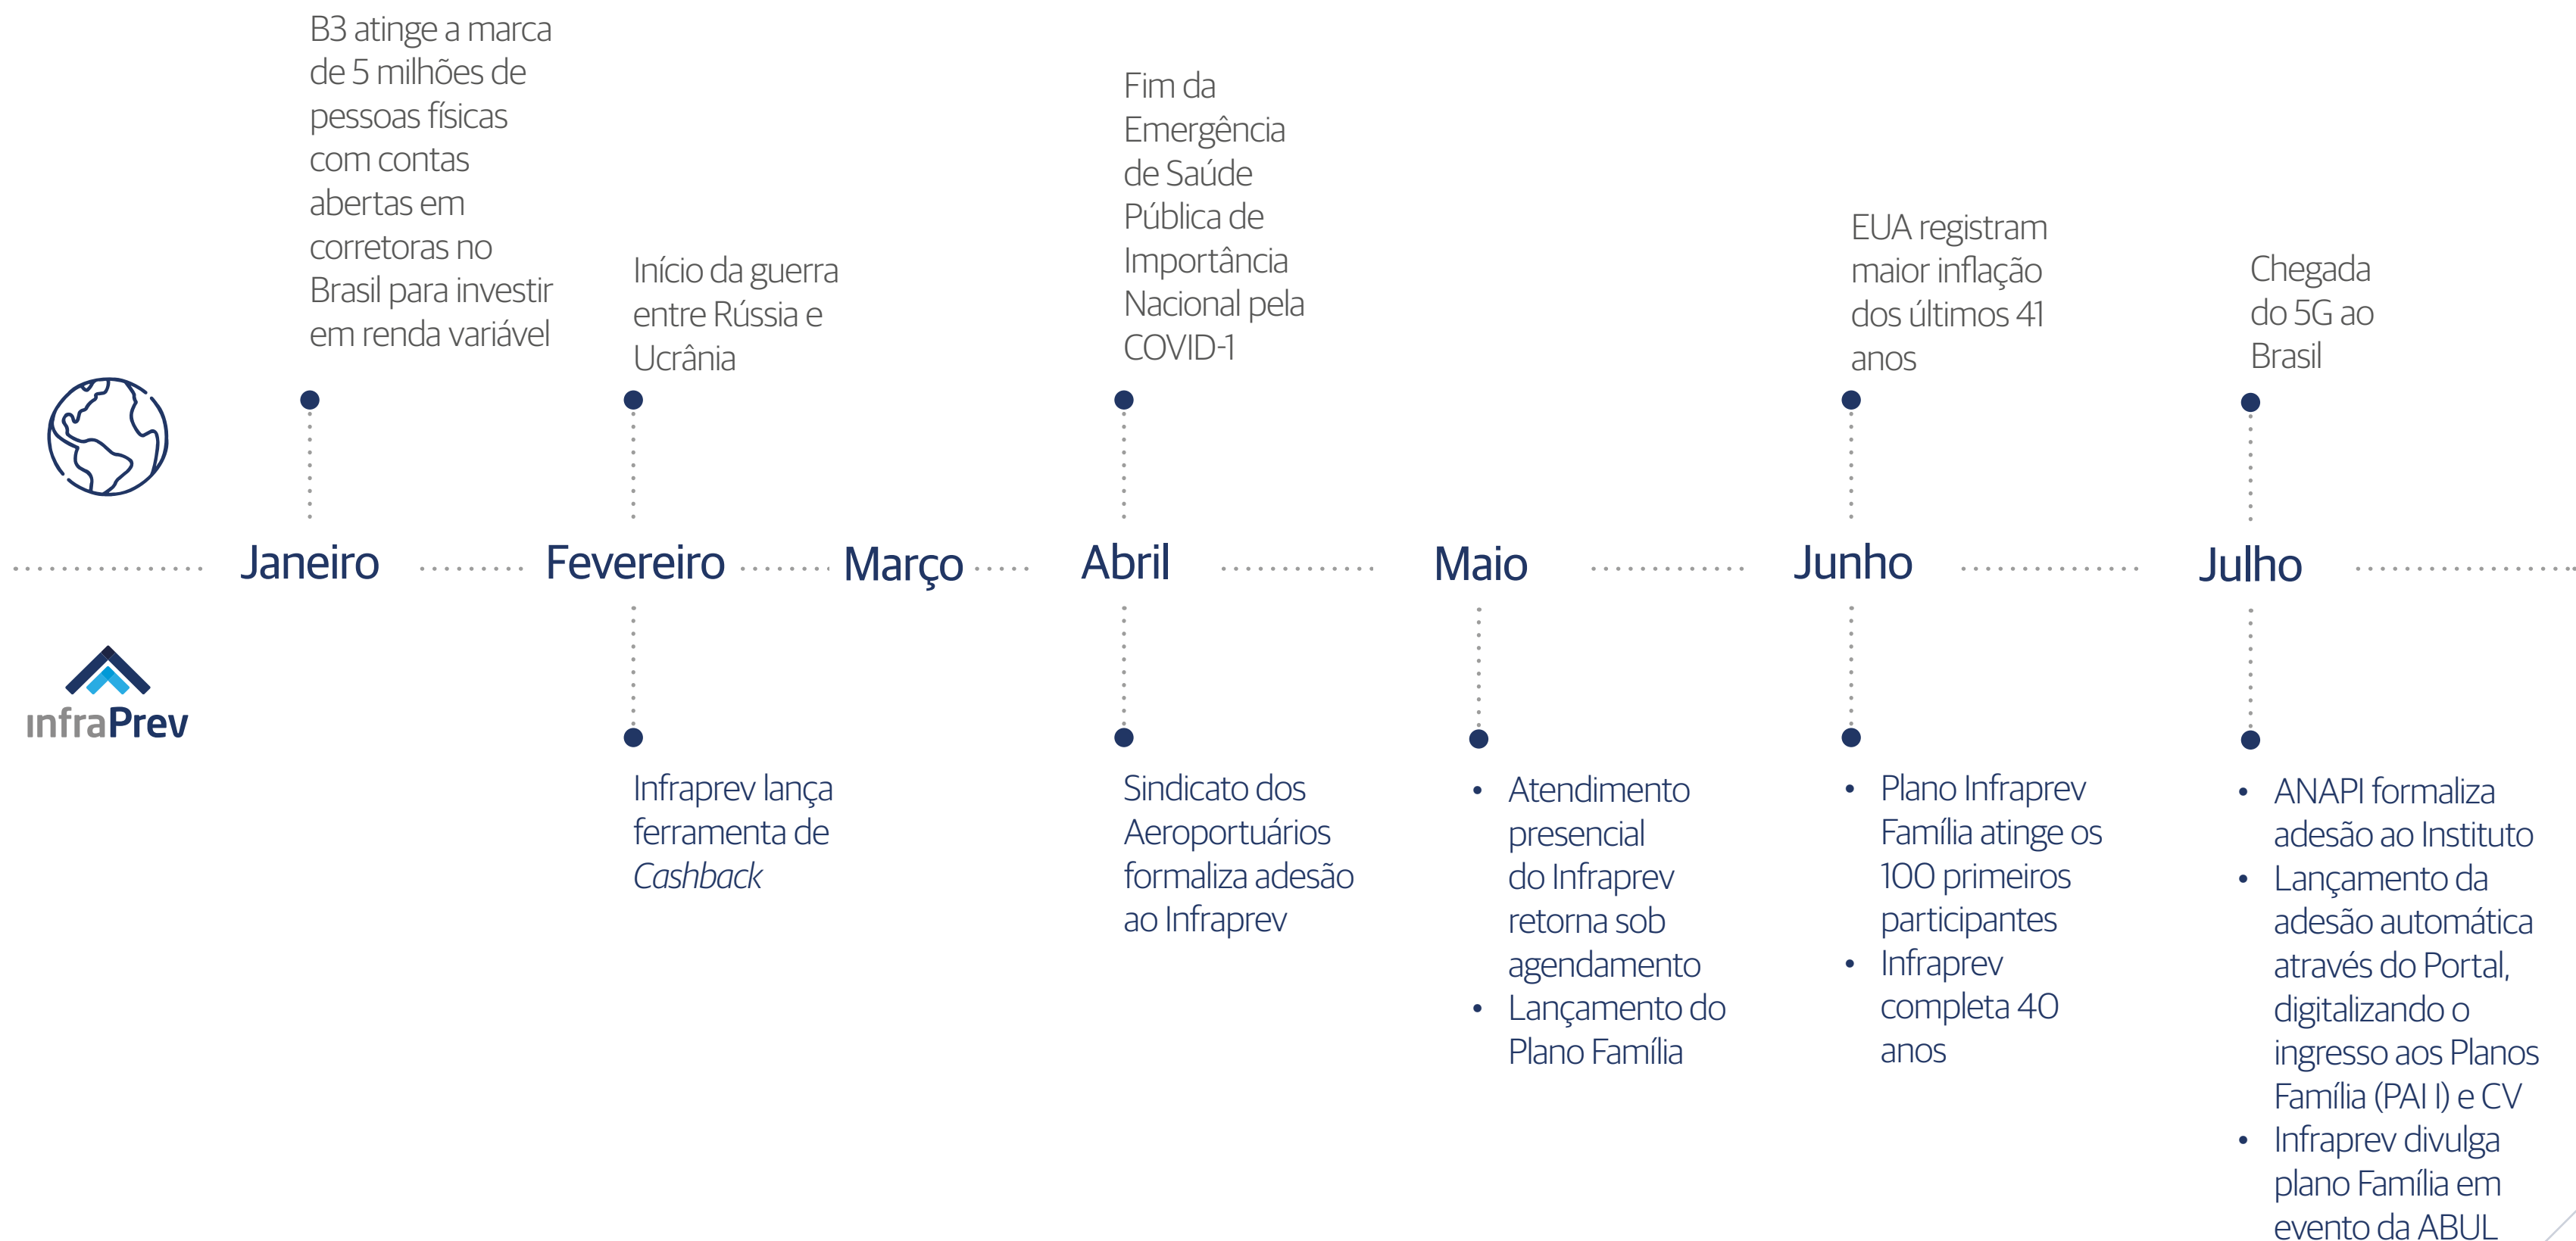 B3 atinge a marca
de 5 milhões de
pessoas físicas
com contas
abertas em
corretoras no
Brasil para investir
em renda variável
Início da guerra
entre Rússia e
Ucrânia
Fim da
Emergência
de Saúde
Pública de
Importância
Nacional pela
COVID-1
EUA registram
maior inflação
dos últimos 41
anos
Chegada
do 5G ao
Brasil
Janeiro
Fevereiro
Março
Abril
Maio
Junho
Julho
infraPrev
Infraprev lança
ferramenta de
Cashback
Sindicato dos
Aeroportuários
formaliza adesão
ao Infraprev
• Atendimento
presencial
do Infraprev
retorna sob
agendamento
• Lançamento do
Plano Família
• Plano Infraprev
Família atinge os
100 primeiros
participantes
• Infraprev
completa 40
anos
• ANAPI formaliza
adesão ao Instituto
• Lançamento da
adesão automática
através do Portal,
digitalizando o
ingresso aos Planos
Família (PAI I) e CV
• Infraprev divulga
plano Família em
evento da ABUL